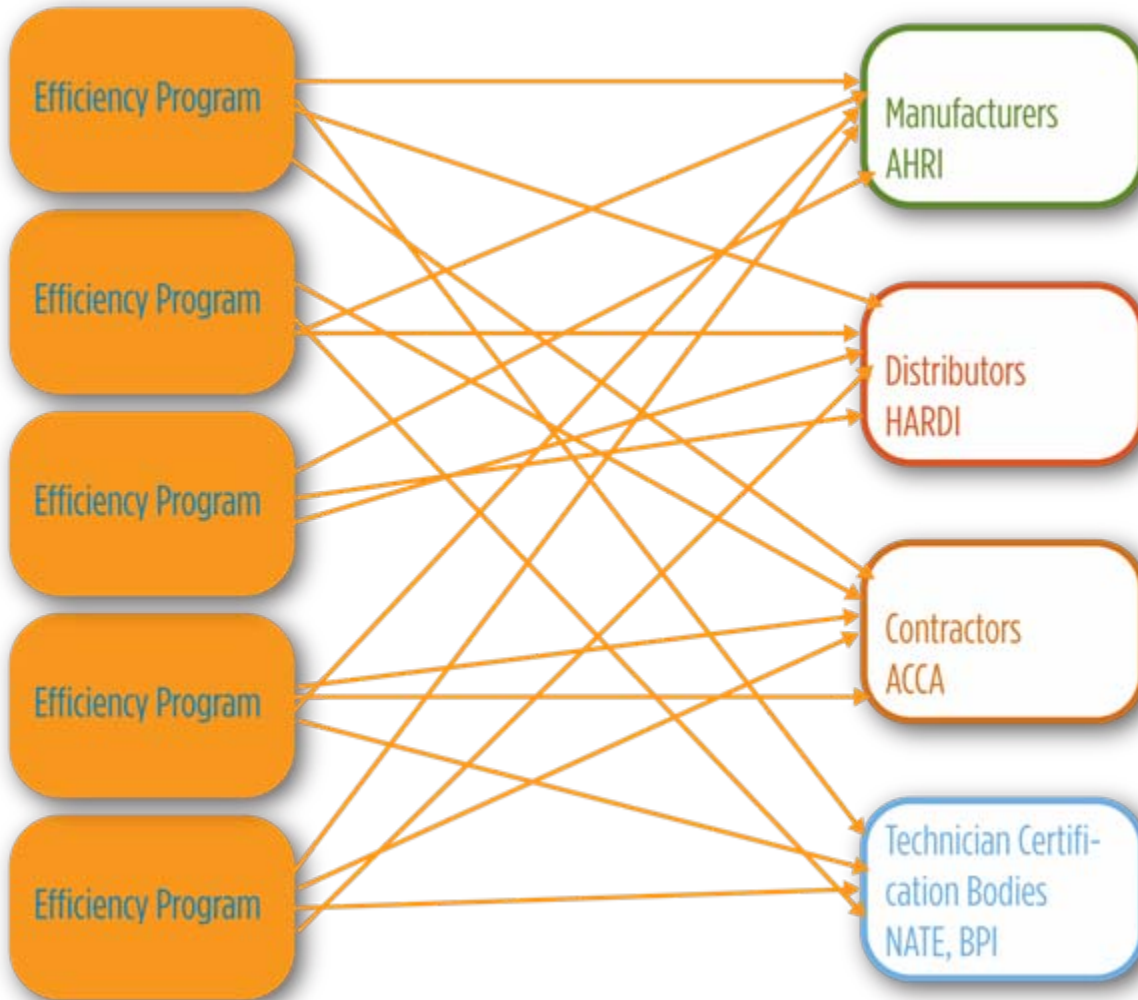 Efficiency Program
Efficiency Program
Efficiency Program
Efficiency Program
Efficiency Program
Manufacturers
AHRI
Distributors
HARDI
Contractors
ACCA
Technician Certifi-
cation Bodies
NATE, BPI